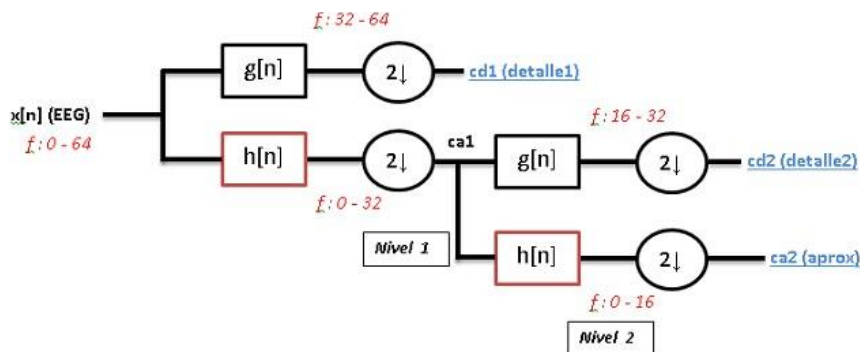 f: 32 - 64
g[n]
2↓
cd1 (detalle1)
x[n] (EEG)
f: 0 - 64
h[n]
2↓
f: 0 - 32
ca1
Nivel 1
f: 16 - 32
g[n]
2↓
cd2 (detalle2)
h[n]
2↓
ca2 (aprox)
f: 0 - 16
Nivel 2